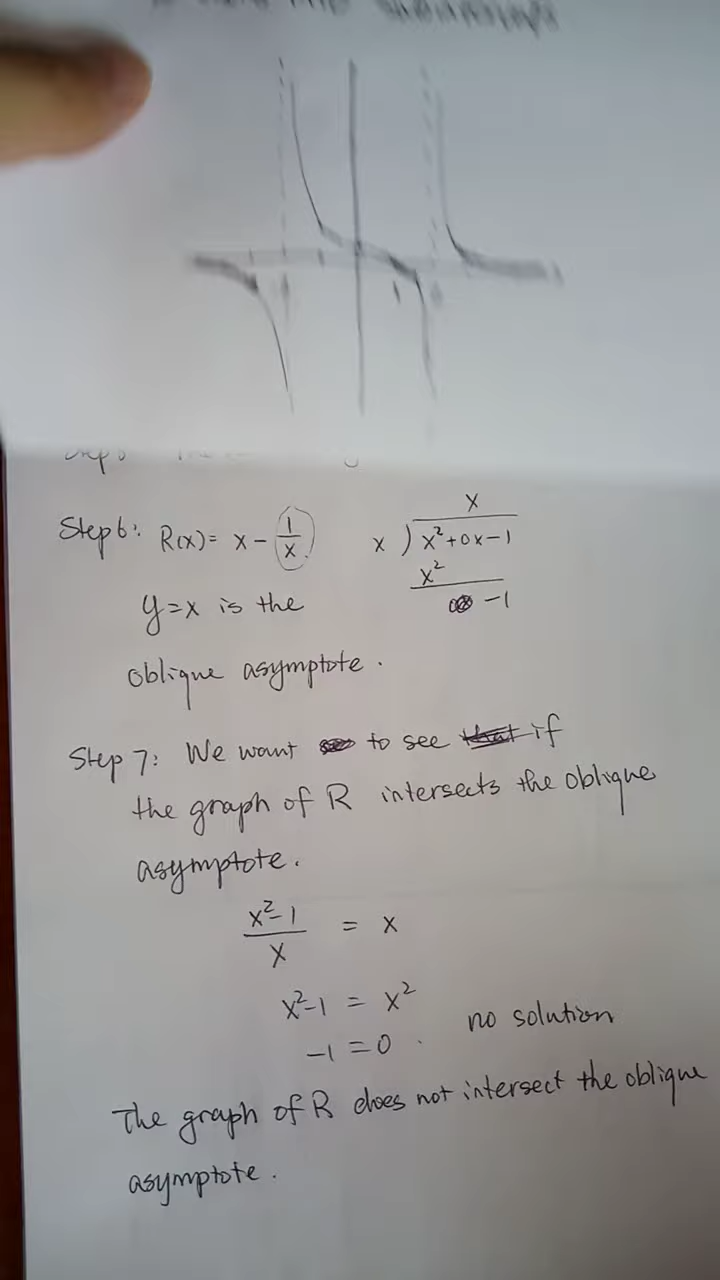 Step 6: R(x) = x - 1/x
x
x ) x² + 0x - 1
x²
-1
y = x is the
oblique asymptote.
Step 7: We want to see if
the graph of R intersects the oblique
asymptote.
x² - 1 / x = x
x² - 1 = x²
-1 = 0. no solution
The graph of R does not intersect the oblique
asymptote.